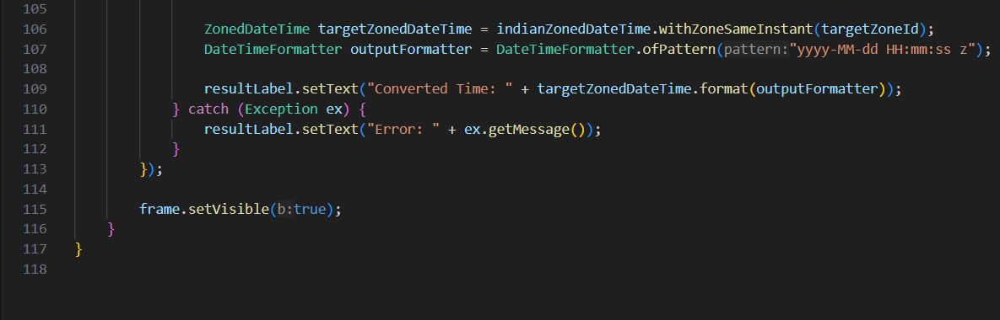 105
106 ZonedDateTime targetZonedDateTime = indianZonedDateTime.withZoneSameInstant(targetZoneId);
107 DateTimeFormatter outputFormatter = DateTimeFormatter.ofPattern(pattern:"yyyy-MM-dd HH:mm:ss z");
108
109 resultLabel.setText("Converted Time: " + targetZonedDateTime.format(outputFormatter));
110 } catch (Exception ex) {
111 resultLabel.setText("Error: " + ex.getMessage());
112 }
113 });
114
115 frame.setVisible(b:true);
116 }
117 }
118